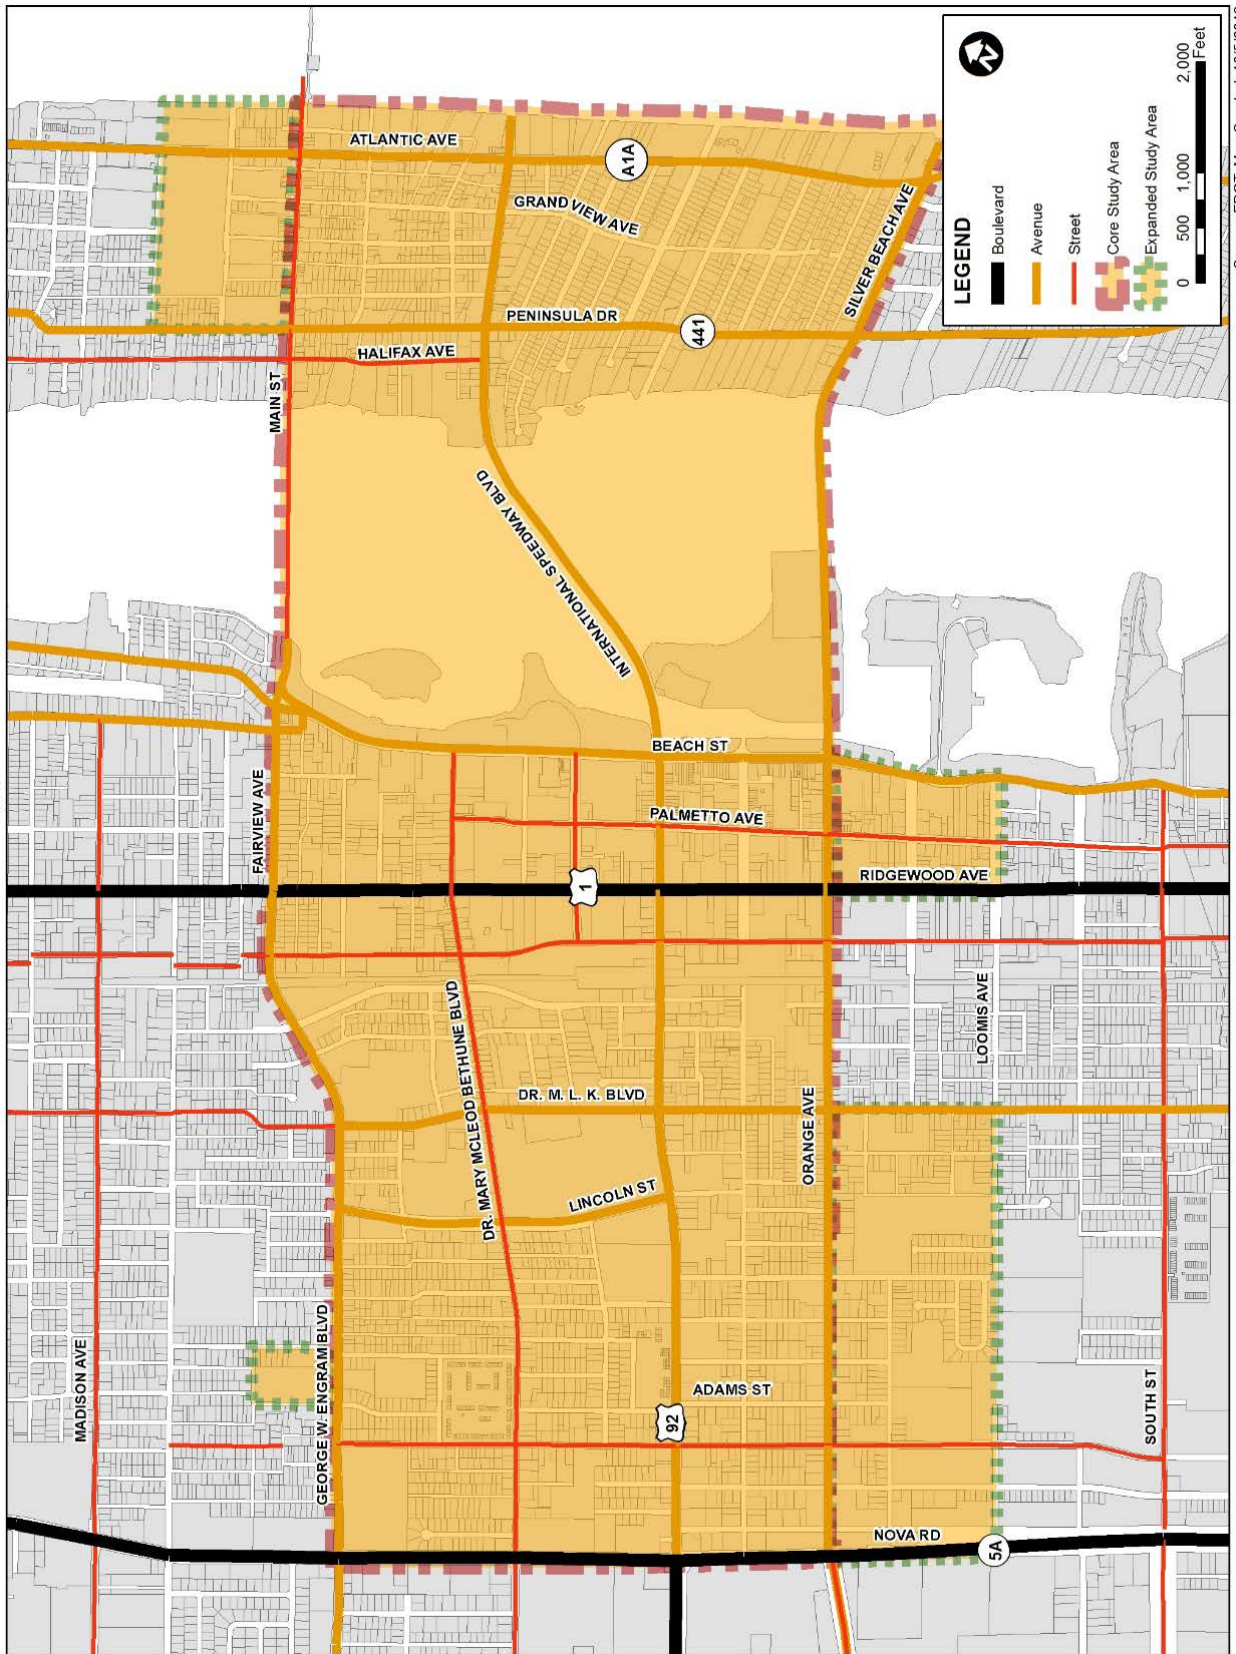 ATLANTIC AVE
A1A
GRAND VIEW AVE
SILVER BEACH AVE
PENINSULA DR
441
HALIFAX AVE
MAIN ST
INTERNATIONAL SPEEDWAY BLVD
BEACH ST
FAIRVIEW AVE
PALMETTO AVE
RIDGEWOOD AVE
1
DR. MARY MCLEOD BETHUNE BLVD
LOOMIS AVE
DR. M. L. K. BLVD
ORANGE AVE
LINCOLN ST
MADISON AVE
GEORGE W. ENGRAM BLVD
ADAMS ST
92
SOUTH ST
NOVA RD
5A
N
LEGEND
Boulevard
Avenue
Street
Core Study Area
Expanded Study Area
0 500 1,000 2,000
Feet